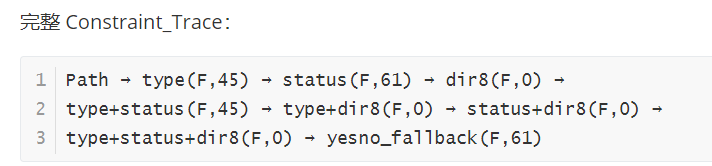 完整 Constraint_Trace：
1 Path → type(F,45) → status(F,61) → dir8(F,0) →
2 type+status(F,45) → type+dir8(F,0) → status+dir8(F,0) →
3 type+status+dir8(F,0) → yesno_fallback(F,61)